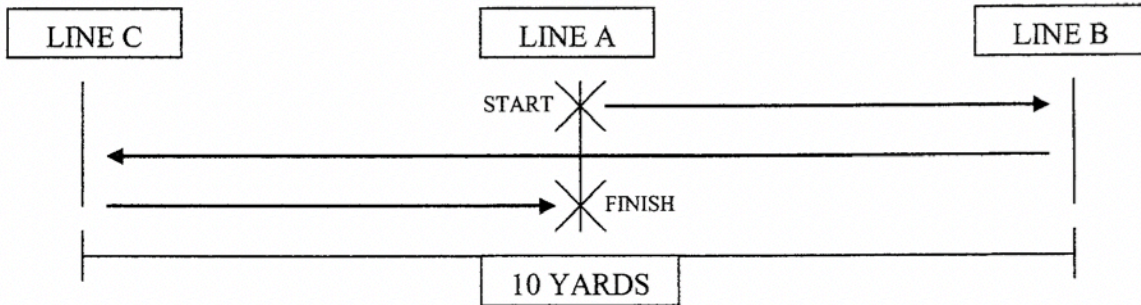 LINE C
LINE A
LINE B
START
FINISH
10 YARDS